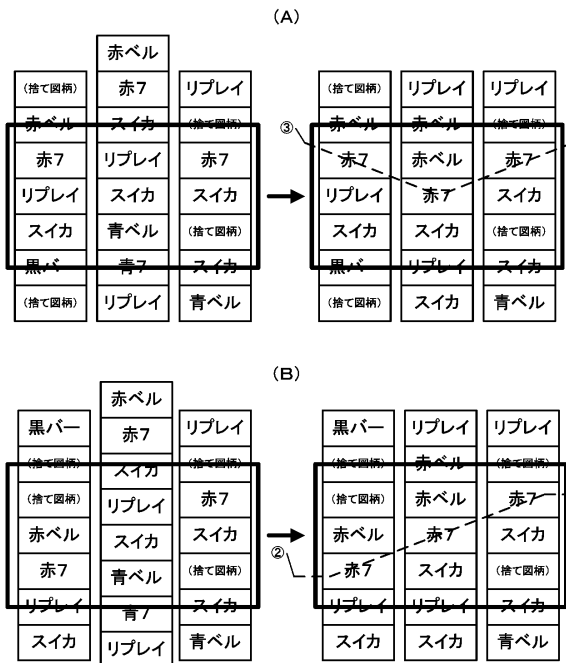 (A)
(捨て図柄)
赤ベル
赤7
リプレイ
スイカ
黒バー
(捨て図柄)
赤ベル
赤7
スイカ
リプレイ
スイカ
青ベル
青7
リプレイ
リプレイ
(捨て図柄)
赤7
スイカ
(捨て図柄)
スイカ
青ベル
③
(捨て図柄)
赤ベル
赤7
リプレイ
スイカ
黒バー
(捨て図柄)
リプレイ
赤ベル
赤ベル
赤7
スイカ
リプレイ
スイカ
リプレイ
(捨て図柄)
赤7
スイカ
(捨て図柄)
スイカ
青ベル
(B)
黒バー
(捨て図柄)
(捨て図柄)
赤ベル
赤7
リプレイ
スイカ
赤ベル
赤7
スイカ
リプレイ
スイカ
青ベル
青7
リプレイ
リプレイ
(捨て図柄)
赤7
スイカ
(捨て図柄)
スイカ
青ベル
②
黒バー
(捨て図柄)
(捨て図柄)
赤ベル
赤7
リプレイ
スイカ
リプレイ
赤ベル
赤ベル
赤7
スイカ
リプレイ
スイカ
リプレイ
(捨て図柄)
赤7
スイカ
(捨て図柄)
スイカ
青ベル